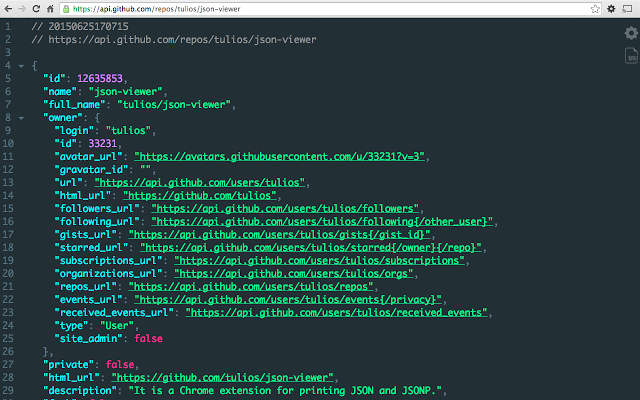 https://api.github.com/repos/tulios/json-viewer
1 // 20150625170715
2 // https://api.github.com/repos/tulios/json-viewer
3
4 {
5 "id": 12635853,
6 "name": "json-viewer",
7 "full_name": "tulios/json-viewer",
8 "owner": {
9 "login": "tulios",
10 "id": 33231,
11 "avatar_url": "https://avatars.githubusercontent.com/u/33231?v=3",
12 "gravatar_id": "",
13 "url": "https://api.github.com/users/tulios",
14 "html_url": "https://github.com/tulios",
15 "followers_url": "https://api.github.com/users/tulios/followers",
16 "following_url": "https://api.github.com/users/tulios/following{/other_user}",
17 "gists_url": "https://api.github.com/users/tulios/gists{/gist_id}",
18 "starred_url": "https://api.github.com/users/tulios/starred{/owner}{/repo}",
19 "subscriptions_url": "https://api.github.com/users/tulios/subscriptions",
20 "organizations_url": "https://api.github.com/users/tulios/orgs",
21 "repos_url": "https://api.github.com/users/tulios/repos",
22 "events_url": "https://api.github.com/users/tulios/events{/privacy}",
23 "received_events_url": "https://api.github.com/users/tulios/received_events",
24 "type": "User",
25 "site_admin": false
26 },
27 "private": false,
28 "html_url": "https://github.com/tulios/json-viewer",
29 "description": "It is a Chrome extension for printing JSON and JSONP.",